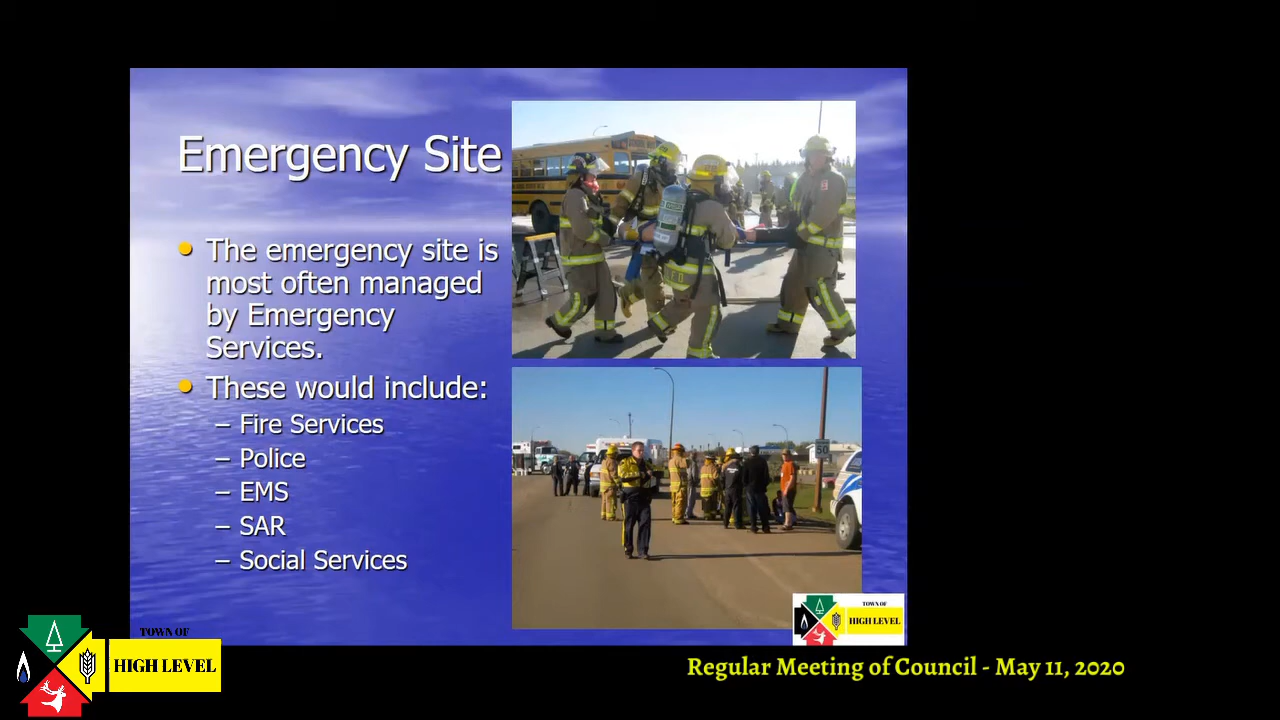 Emergency Site
The emergency site is
most often managed
by Emergency
Services.
These would include:
– Fire Services
– Police
– EMS
– SAR
– Social Services
50
TOWN OF
HIGH LEVEL
TOWN OF
HIGH LEVEL
Regular Meeting of Council - May 11, 2020